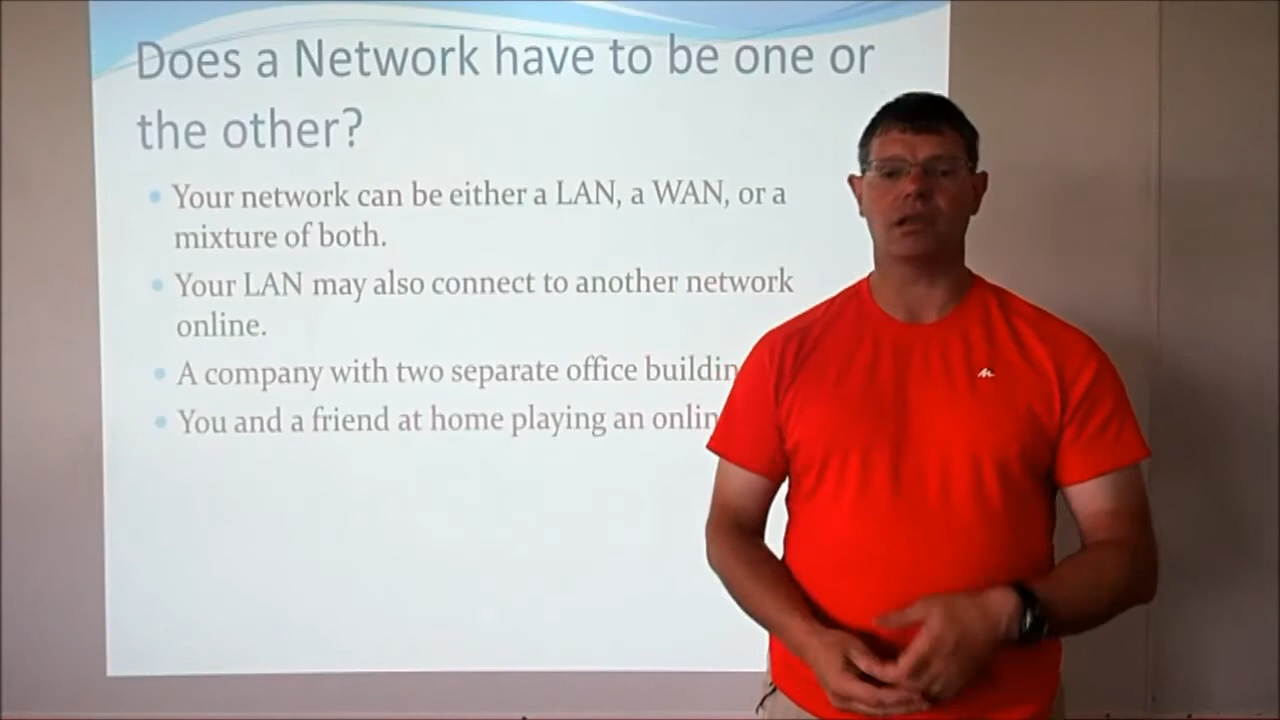 Does a Network have to be one or
the other?
Your network can be either a LAN, a WAN, or a
mixture of both.
Your LAN may also connect to another network
online.
A company with two separate office
You and a friend at home playing an